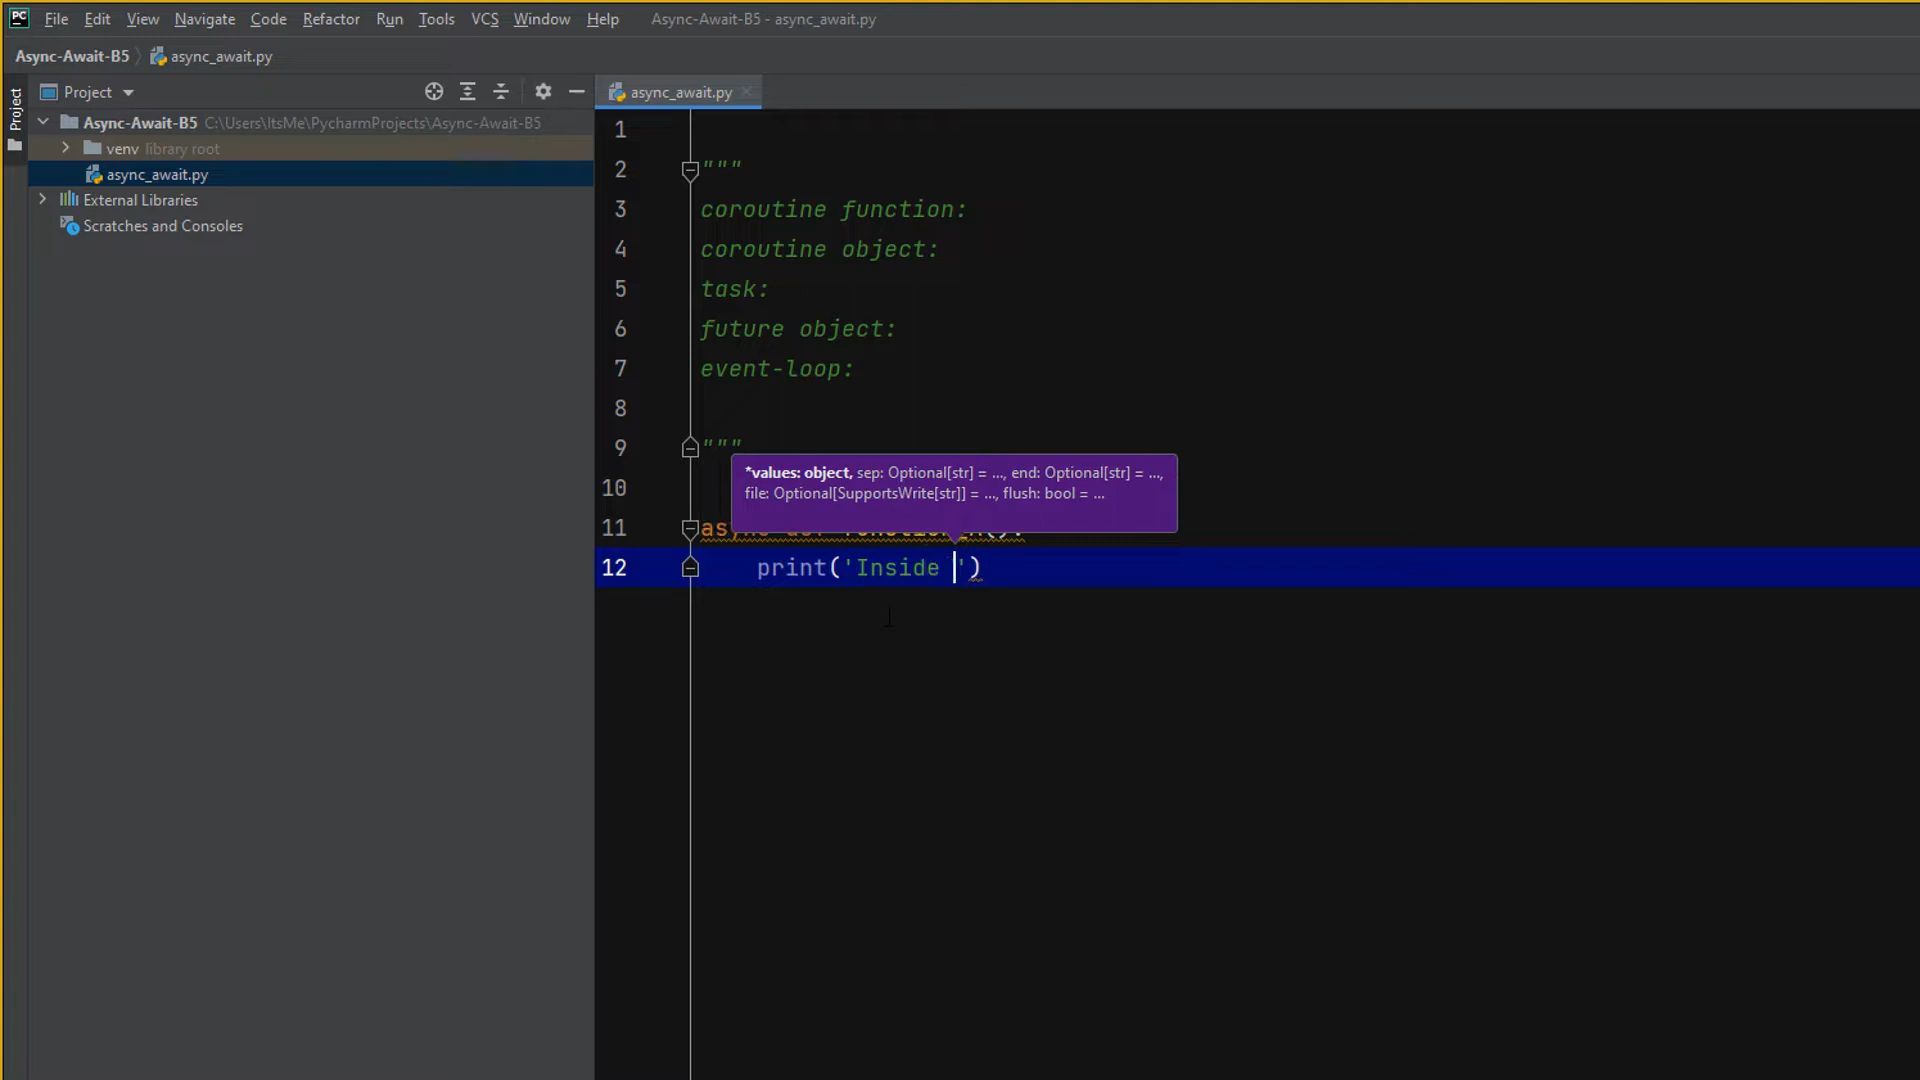 PC File Edit View Navigate Code Refactor Run Tools VCS Window Help Async-Await-B5 - async_await.py
Async-Await-B5 async_await.py
Project
Project
Async-Await-B5 C:\Users\ItsMe\PycharmProjects\Async-Await-B5
venv library root
async_await.py
External Libraries
Scratches and Consoles
async_await.py
1
2 """
3 coroutine function:
4 coroutine object:
5 task:
6 future object:
7 event-loop:
8
9 """
*values: object, sep: Optional[str] = ..., end: Optional[str] = ...,
file: Optional[SupportsWrite[str]] = ..., flush: bool = ...
10
11 async def
12 print('Inside ')